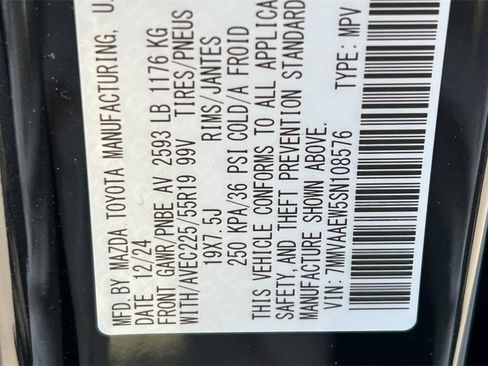 MFD.BY MAZDA TOYOTA MANUFACTURING, U.
DATE 12/24
FRONT GAWR/PNBE AV 2593 LB 1176 KG
WITH/AVEC225/55R19 99V TIRES/PNEUS
19X7.5J RIMS/JANTES
250 KPA/36 PSI COLD/A FROID
THIS VEHICLE CONFORMS TO ALL APPLICA
SAFETY, AND THEFT PREVENTION STANDARD
MANUFACTURE SHOWN ABOVE.
VIN: 7MMVAAEW5SN108576 TYPE: MPV